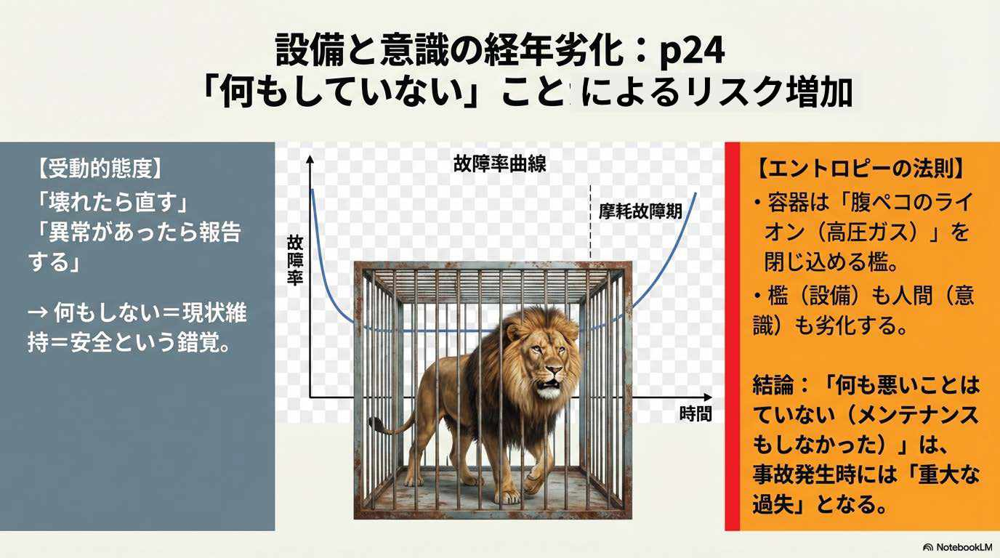 設備と意識の経年劣化：p24
「何もしていない」こと による​リスク増加
【受動的態度】
「壊れたら直す」
「異常があったら報告
する」
→ 何もしない＝現状維
持＝安全という錯覚。
故障率曲線
摩耗故障期
故障率
時間
【エントロピーの法則】
・容器は「腹ペコのライ
オン（高圧ガス）」を
閉じ込める檻。
・檻（設備）も人間（意
識）も劣化する。
結論：「何も悪いことは
ていない（メンテナンス
もしなかった）」は、
事故発生時には「重大な
過失」となる。
NotebookLM